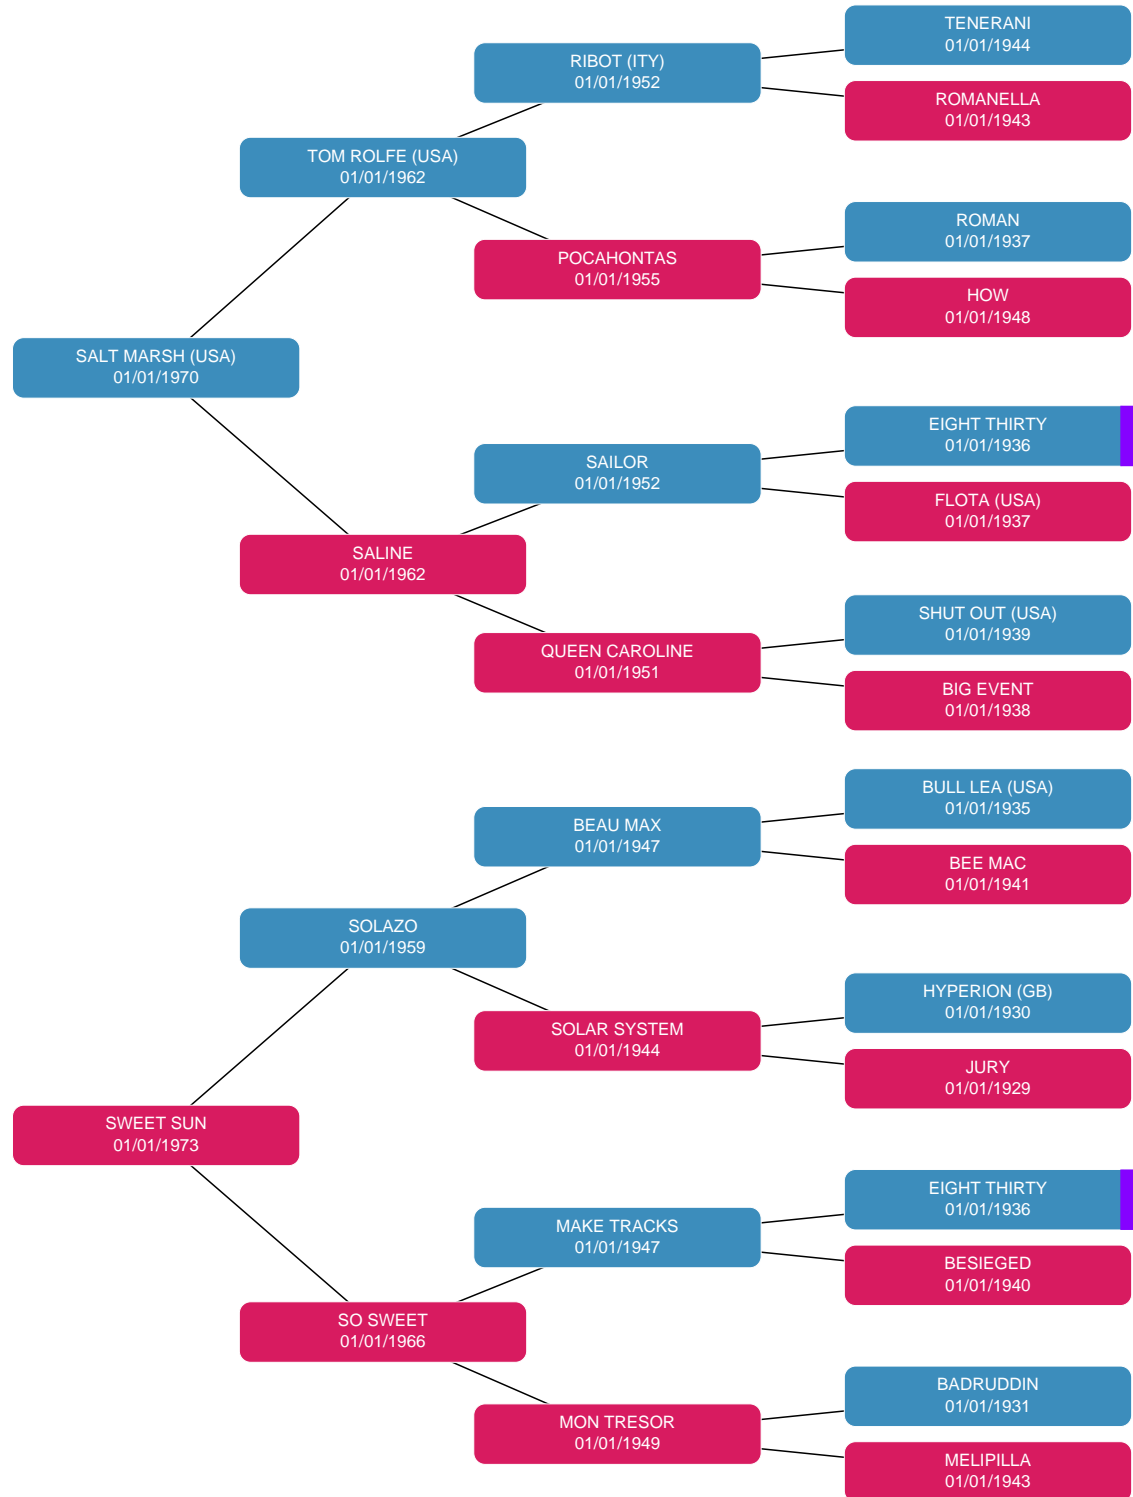 TENERANI
01/01/1944
RIBOT (ITY)
01/01/1952
ROMANELLA
01/01/1943
TOM ROLFE (USA)
01/01/1962
ROMAN
01/01/1937
POCAHONTAS
01/01/1955
HOW
01/01/1948
SALT MARSH (USA)
01/01/1970
EIGHT THIRTY
01/01/1936
SAILOR
01/01/1952
FLOTA (USA)
01/01/1937
SALINE
01/01/1962
SHUT OUT (USA)
01/01/1939
QUEEN CAROLINE
01/01/1951
BIG EVENT
01/01/1938
BULL LEA (USA)
01/01/1935
BEAU MAX
01/01/1947
BEE MAC
01/01/1941
SOLAZO
01/01/1959
HYPERION (GB)
01/01/1930
SOLAR SYSTEM
01/01/1944
JURY
01/01/1929
SWEET SUN
01/01/1973
EIGHT THIRTY
01/01/1936
MAKE TRACKS
01/01/1947
BESIEGED
01/01/1940
SO SWEET
01/01/1966
BADRUDDIN
01/01/1931
MON TRESOR
01/01/1949
MELIPILLA
01/01/1943